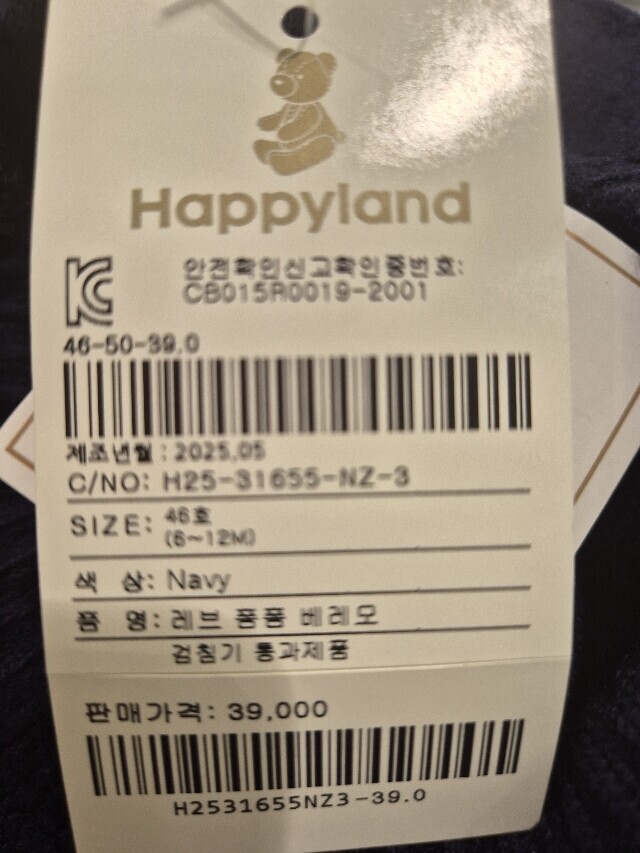 Happyland
안전확인신고확인증번호:
CB015R0019-2001
46-50-39.0
제조년월 : 2025.05
C/NO: H25-31655-NZ-3
SIZE: 46호
(6~12M)
색 상: Navy
품 명: 레브 퐁퐁 베레모
검침기 통과제품
판매가격: 39,000
H2531655NZ3-39.0